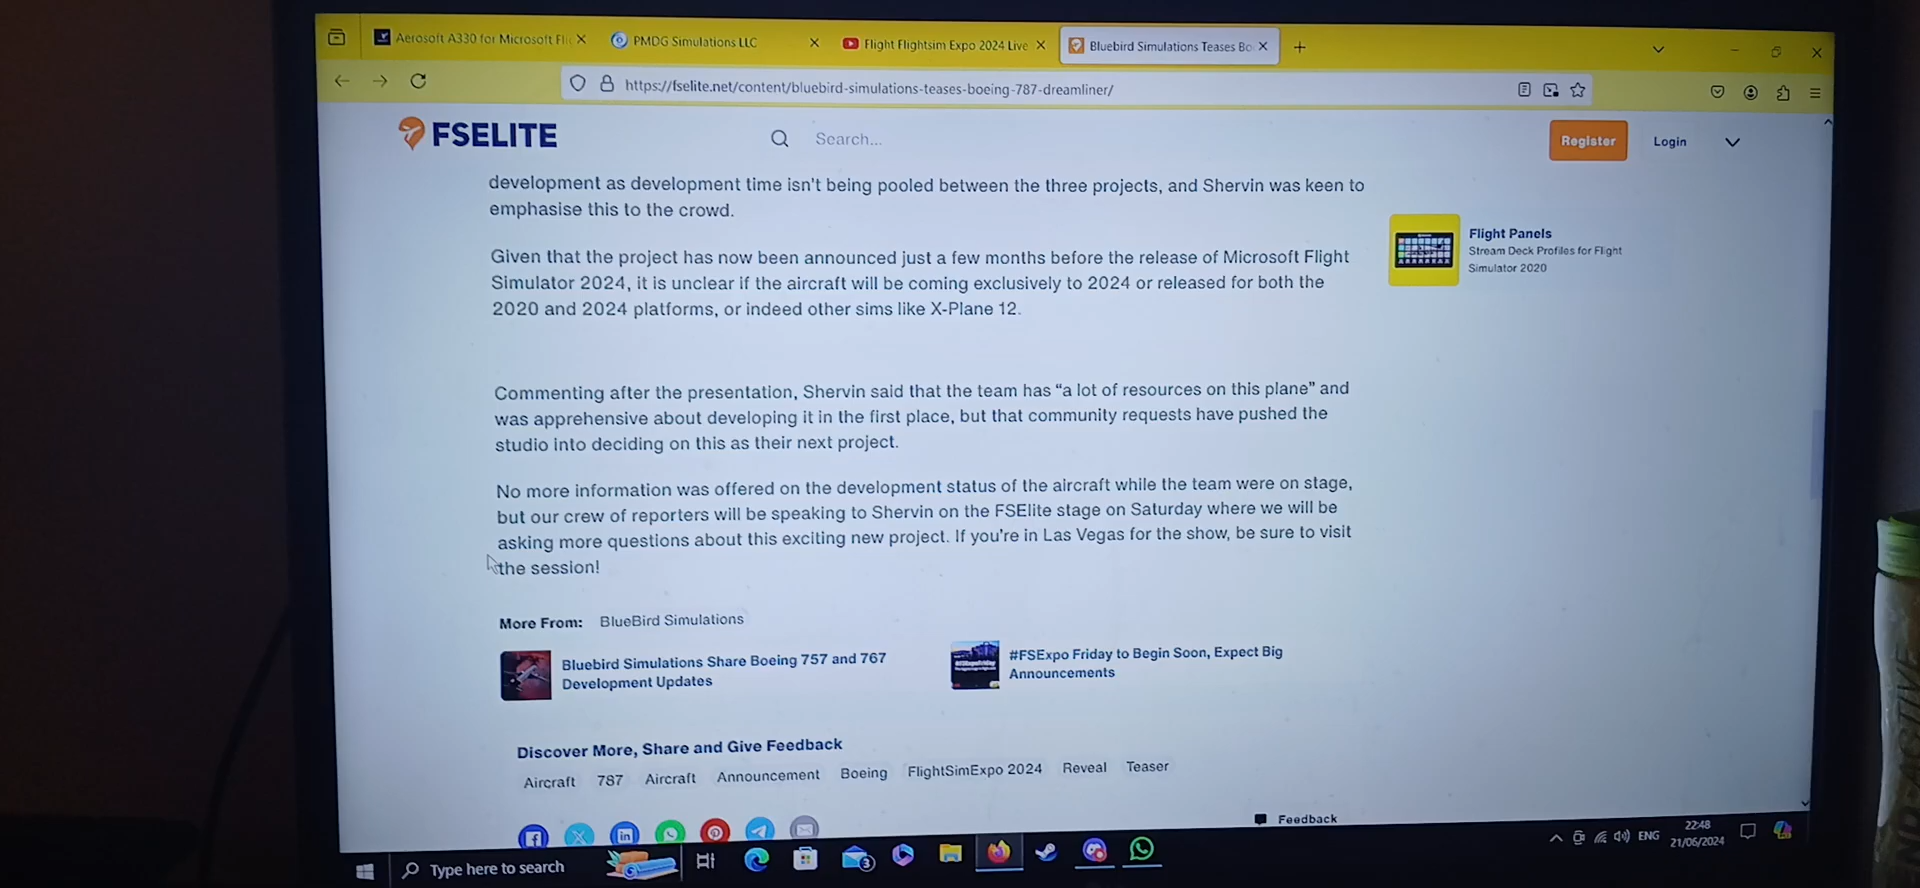 Aerosoft A330 for Microsoft Fli
PMDG Simulations LLC
Flight Flightsim Expo 2024 Live
Bluebird Simulations Teases Bo
https://fselite.net/content/bluebird-simulations-teases-boeing-787-dreamliner/
FSELITE
Search...
Register
Login
development as development time isn't being pooled between the three projects, and Shervin was keen to
emphasise this to the crowd.
Flight Panels
Stream Deck Profiles for Flight
Simulator 2020
Given that the project has now been announced just a few months before the release of Microsoft Flight
Simulator 2024, it is unclear if the aircraft will be coming exclusively to 2024 or released for both the
2020 and 2024 platforms, or indeed other sims like X-Plane 12.
Commenting after the presentation, Shervin said that the team has “a lot of resources on this plane” and
was apprehensive about developing it in the first place, but that community requests have pushed the
studio into deciding on this as their next project.
No more information was offered on the development status of the aircraft while the team were on stage,
but our crew of reporters will be speaking to Shervin on the FSElite stage on Saturday where we will be
asking more questions about this exciting new project. If you're in Las Vegas for the show, be sure to visit
the session!
More From: BlueBird Simulations
Bluebird Simulations Share Boeing 757 and 767
Development Updates
#FSExpo Friday to Begin Soon, Expect Big
Announcements
Discover More, Share and Give Feedback
Aircraft 787 Aircraft Announcement Boeing FlightSimExpo 2024 Reveal Teaser
Feedback
Type here to search
3
ENG
22:48
21/06/2024